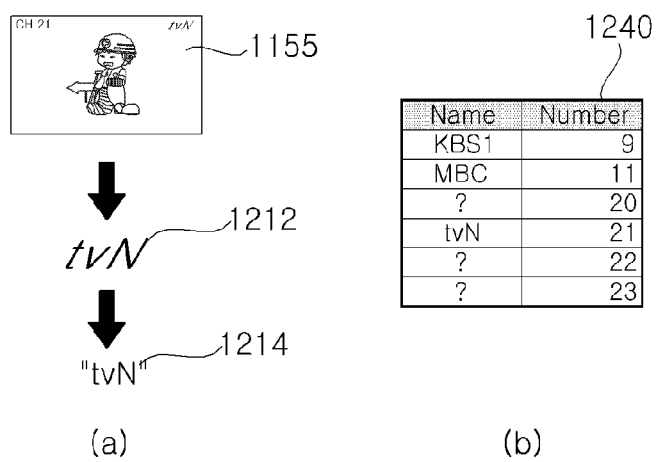 CH 21 tvN
1155
tvN
1212
"tvN"
1214
(a)
1240
Name Number
KBS1 9
MBC 11
? 20
tvN 21
? 22
? 23
(b)